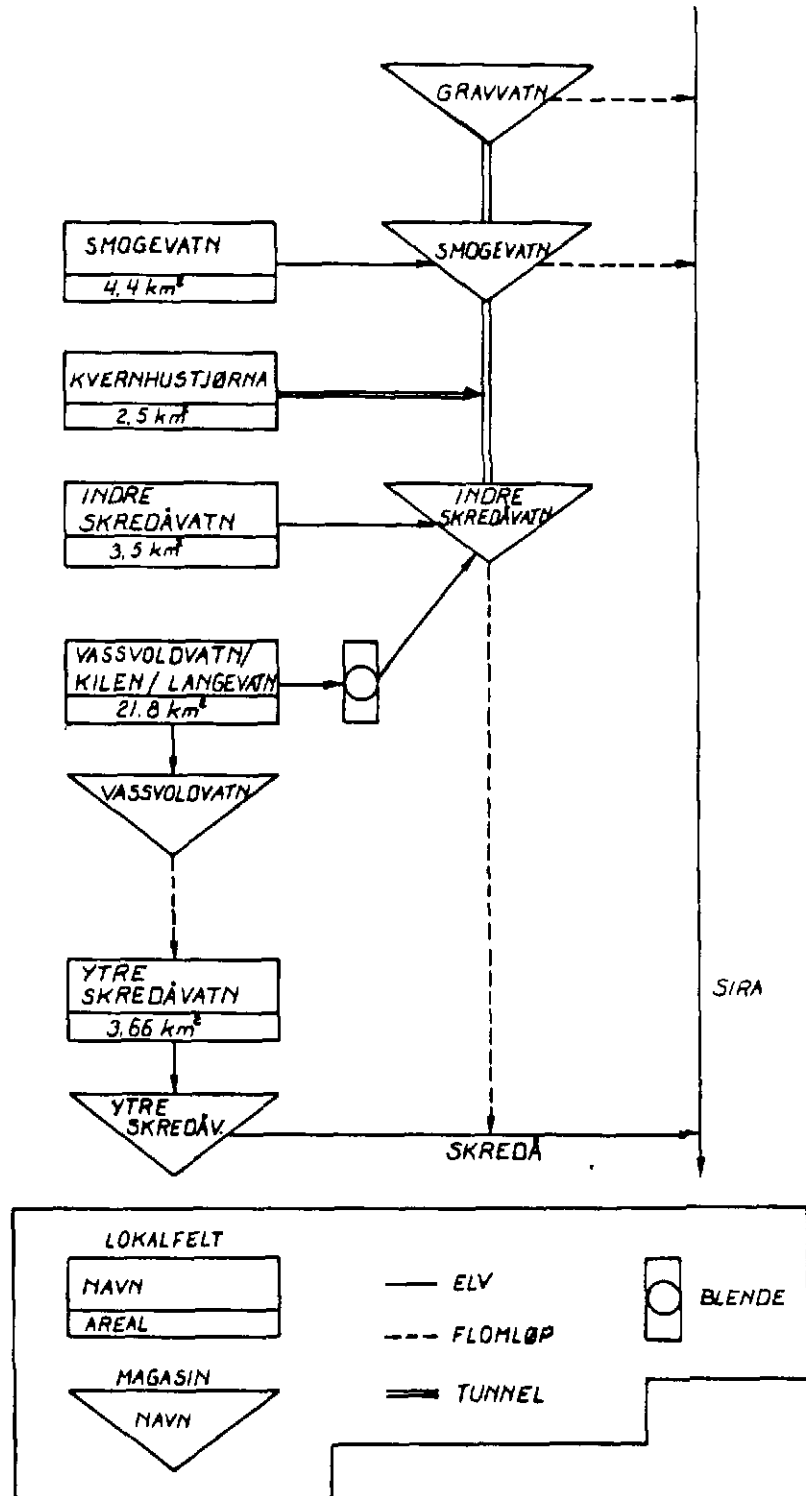 GRAVVATN
SMOGEVATN
4,4 km²
SMOGEVATN
KVERNHUSTJØRNA
2,5 km²
INDRE
SKREDÅVATN
3,5 km²
INDRE
SKREDÅVATN
VASSVOLDVATN/
KILEN/LANGEVATN
21.8 km²
VASSVOLDVATN
YTRE
SKREDÅVATN
3,66 km²
SIRA
YTRE
SKREDÅV.
SKREDÅ
LOKALFELT
NAVN
AREAL
ELV
FLOMLØP
TUNNEL
BLENDE
MAGASIN
NAVN